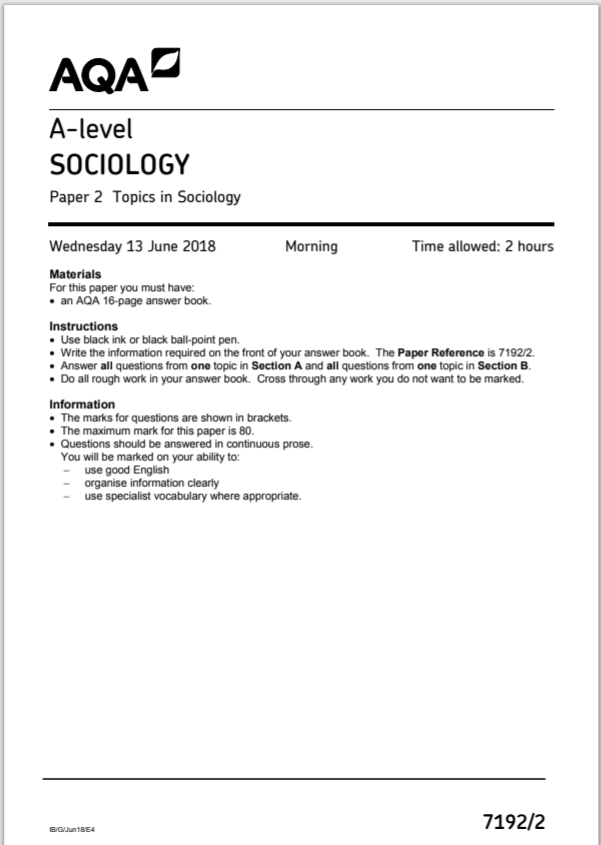 AQA
A-level
SOCIOLOGY
Paper 2 Topics in Sociology
Wednesday 13 June 2018 Morning Time allowed: 2 hours
Materials
For this paper you must have:
• an AQA 16-page answer book.
Instructions
• Use black ink or black ball-point pen.
• Write the information required on the front of your answer book. The Paper Reference is 7192/2.
• Answer all questions from one topic in Section A and all questions from one topic in Section B.
• Do all rough work in your answer book. Cross through any work you do not want to be marked.
Information
• The marks for questions are shown in brackets.
• The maximum mark for this paper is 80.
• Questions should be answered in continuous prose.
You will be marked on your ability to:
– use good English
– organise information clearly
– use specialist vocabulary where appropriate.
IB/G/Jun18/E4 7192/2